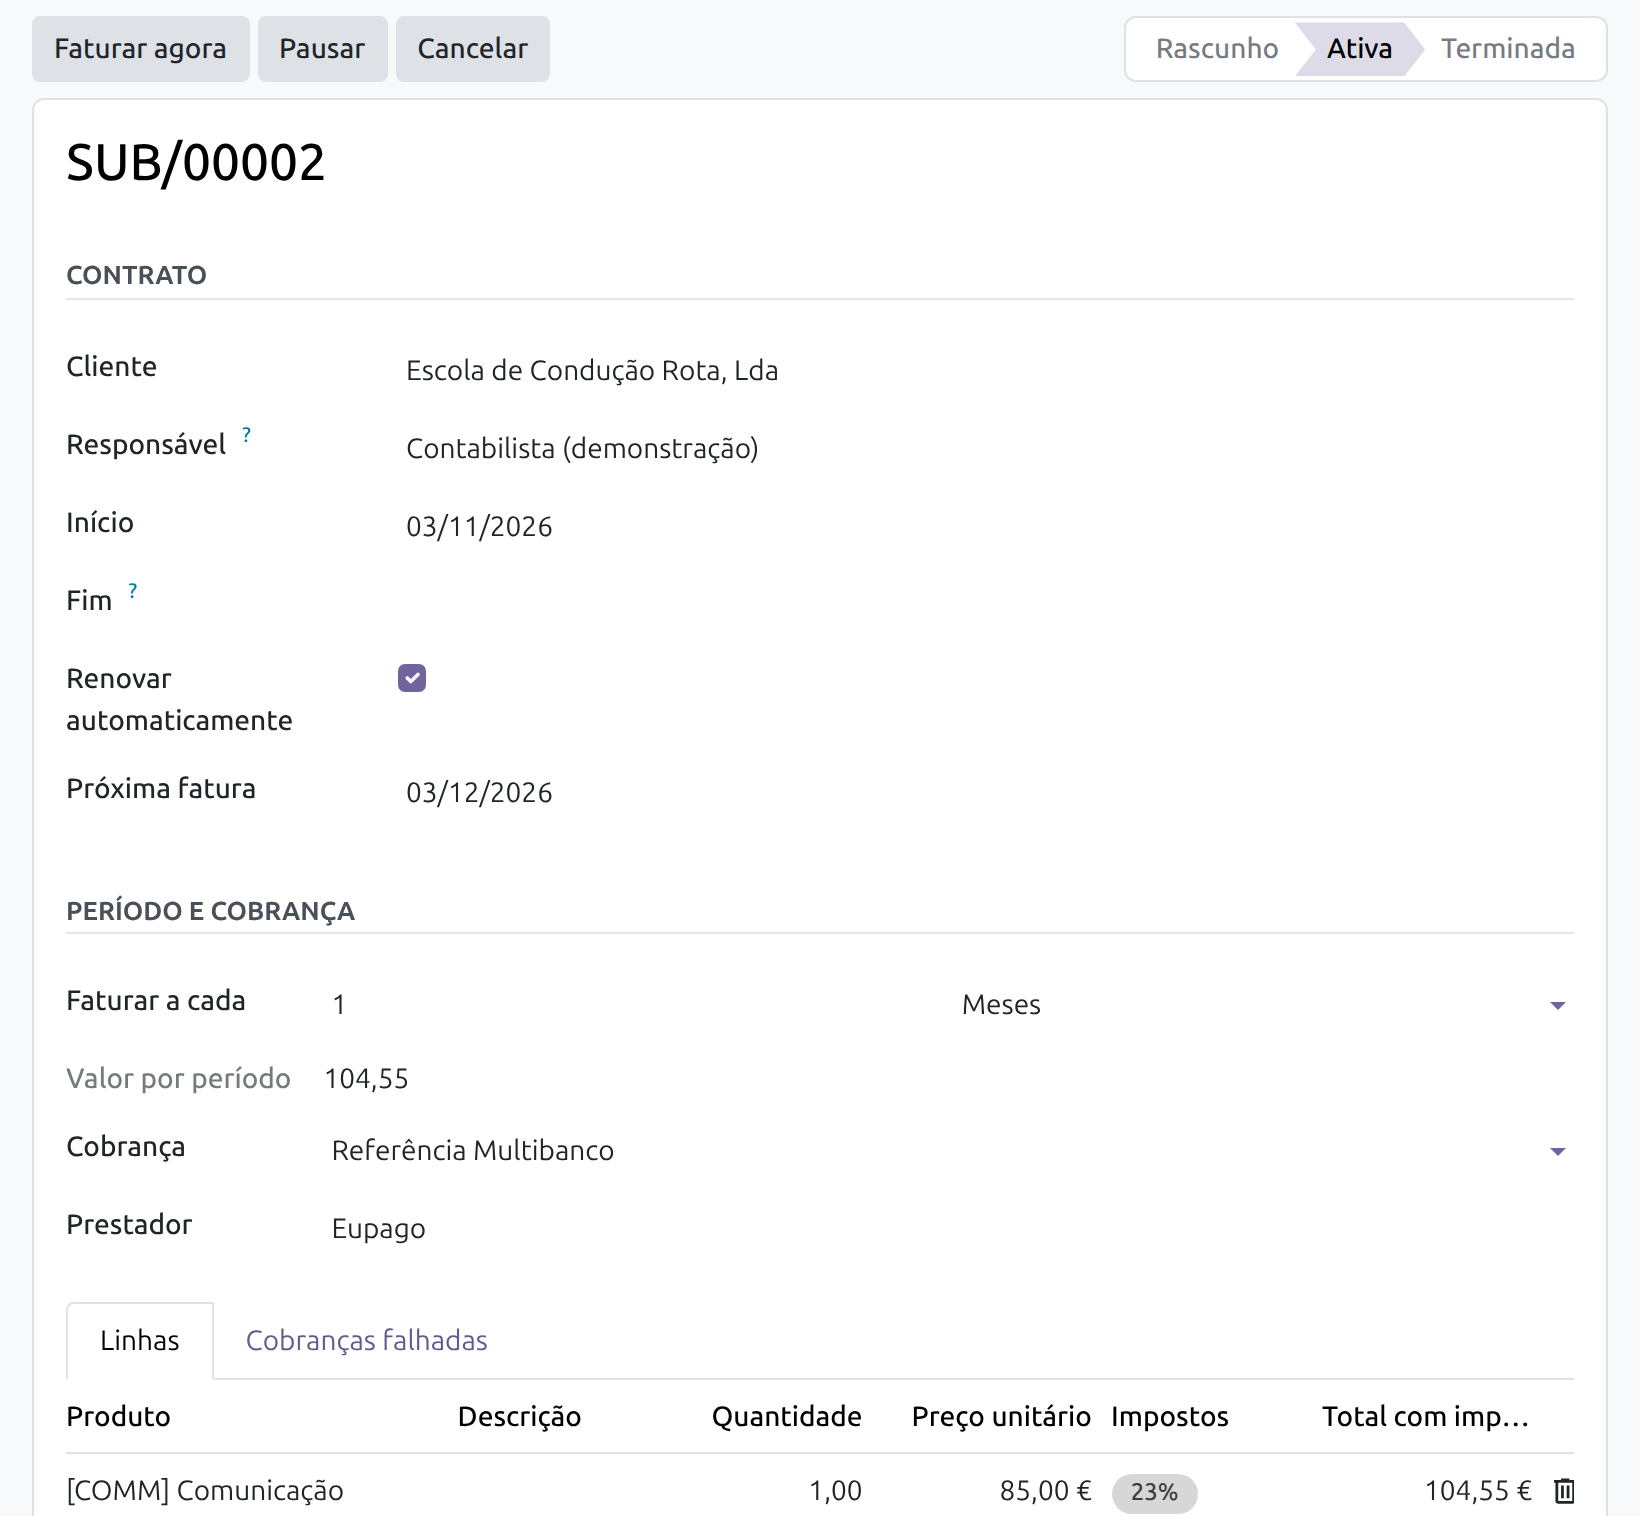 Faturar agora Pausar Cancelar Rascunho Ativa Terminada
SUB/00002
CONTRATO
Cliente Escola de Condução Rota, Lda
Responsável ? Contabilista (demonstração)
Início 03/11/2026
Fim ?
Renovar
automaticamente
Próxima fatura 03/12/2026
PERÍODO E COBRANÇA
Faturar a cada 1 Meses
Valor por período 104,55
Cobrança Referência Multibanco
Prestador Eupago
Linhas Cobranças falhadas
Produto Descrição Quantidade Preço unitário Impostos Total com imp...
[COMM] Comunicação 1,00 85,00 € 23% 104,55 €